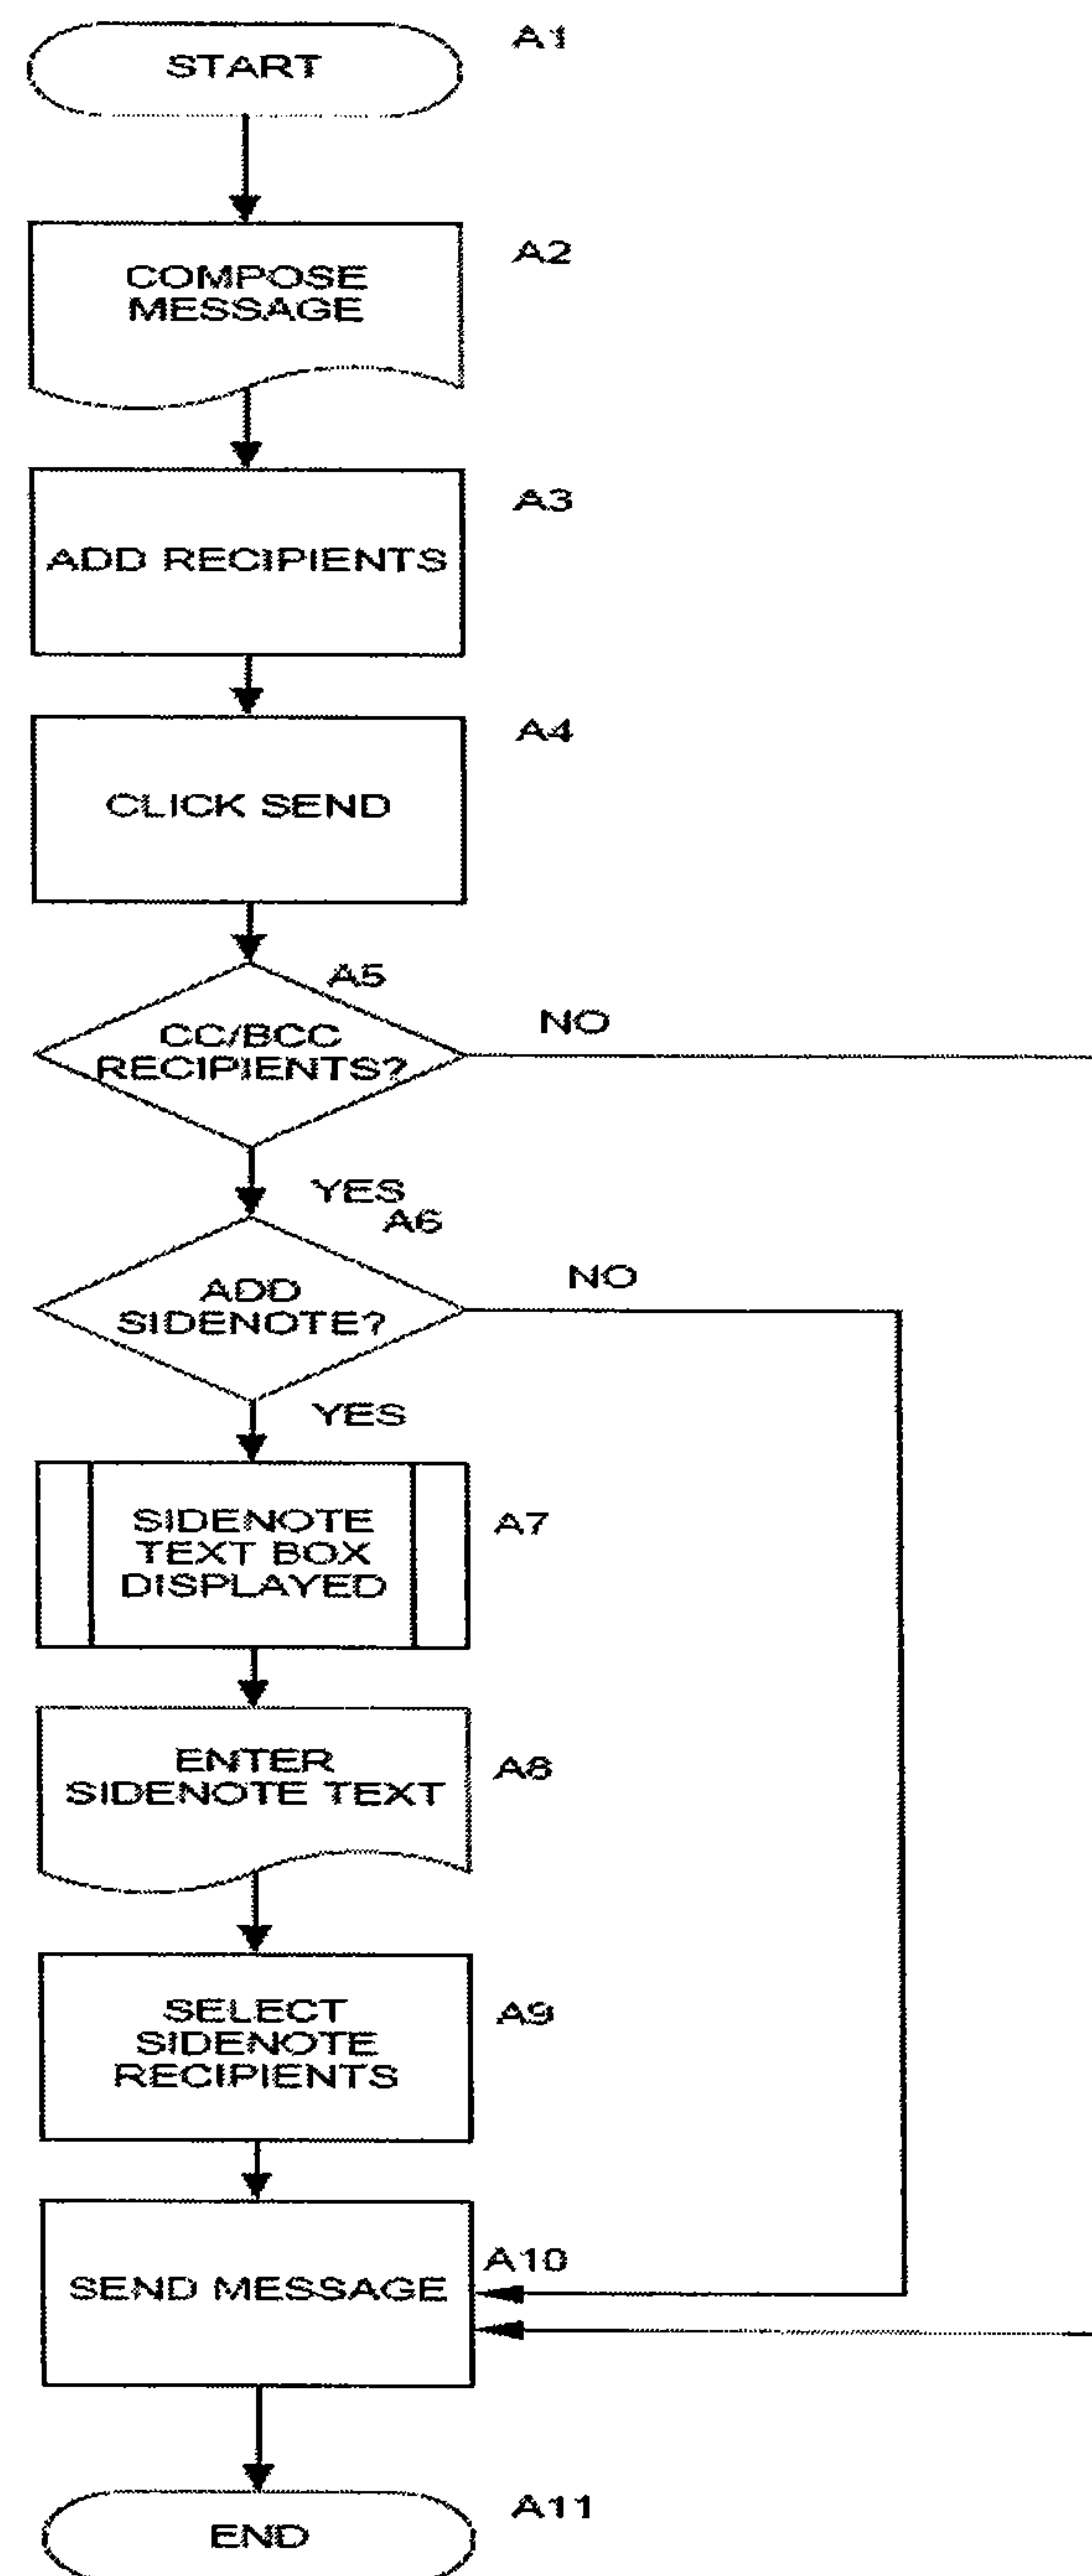 START
A1
COMPOSE
MESSAGE
A2
ADD RECIPIENTS
A3
CLICK SEND
A4
A5
CC/BCC
RECIPIENTS?
NO
YES
A6
ADD
SIDENOTE?
NO
YES
SIDENOTE
TEXT BOX
DISPLAYED
A7
ENTER
SIDENOTE TEXT
A8
SELECT
SIDENOTE
RECIPIENTS
A9
SEND MESSAGE
A10
END
A11